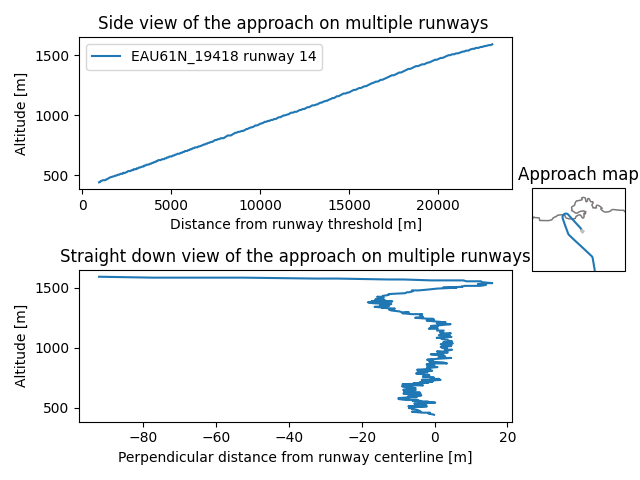 Side view of the approach on multiple runways
EAU61N_19418 runway 14
Altitude [m]
1500
1000
500
0
5000
10000
15000
20000
Distance from runway threshold [m]
Approach map
Straight down view of the approach on multiple runways
Altitude [m]
1500
1000
500
−80
−60
−40
−20
0
20
Perpendicular distance from runway centerline [m]